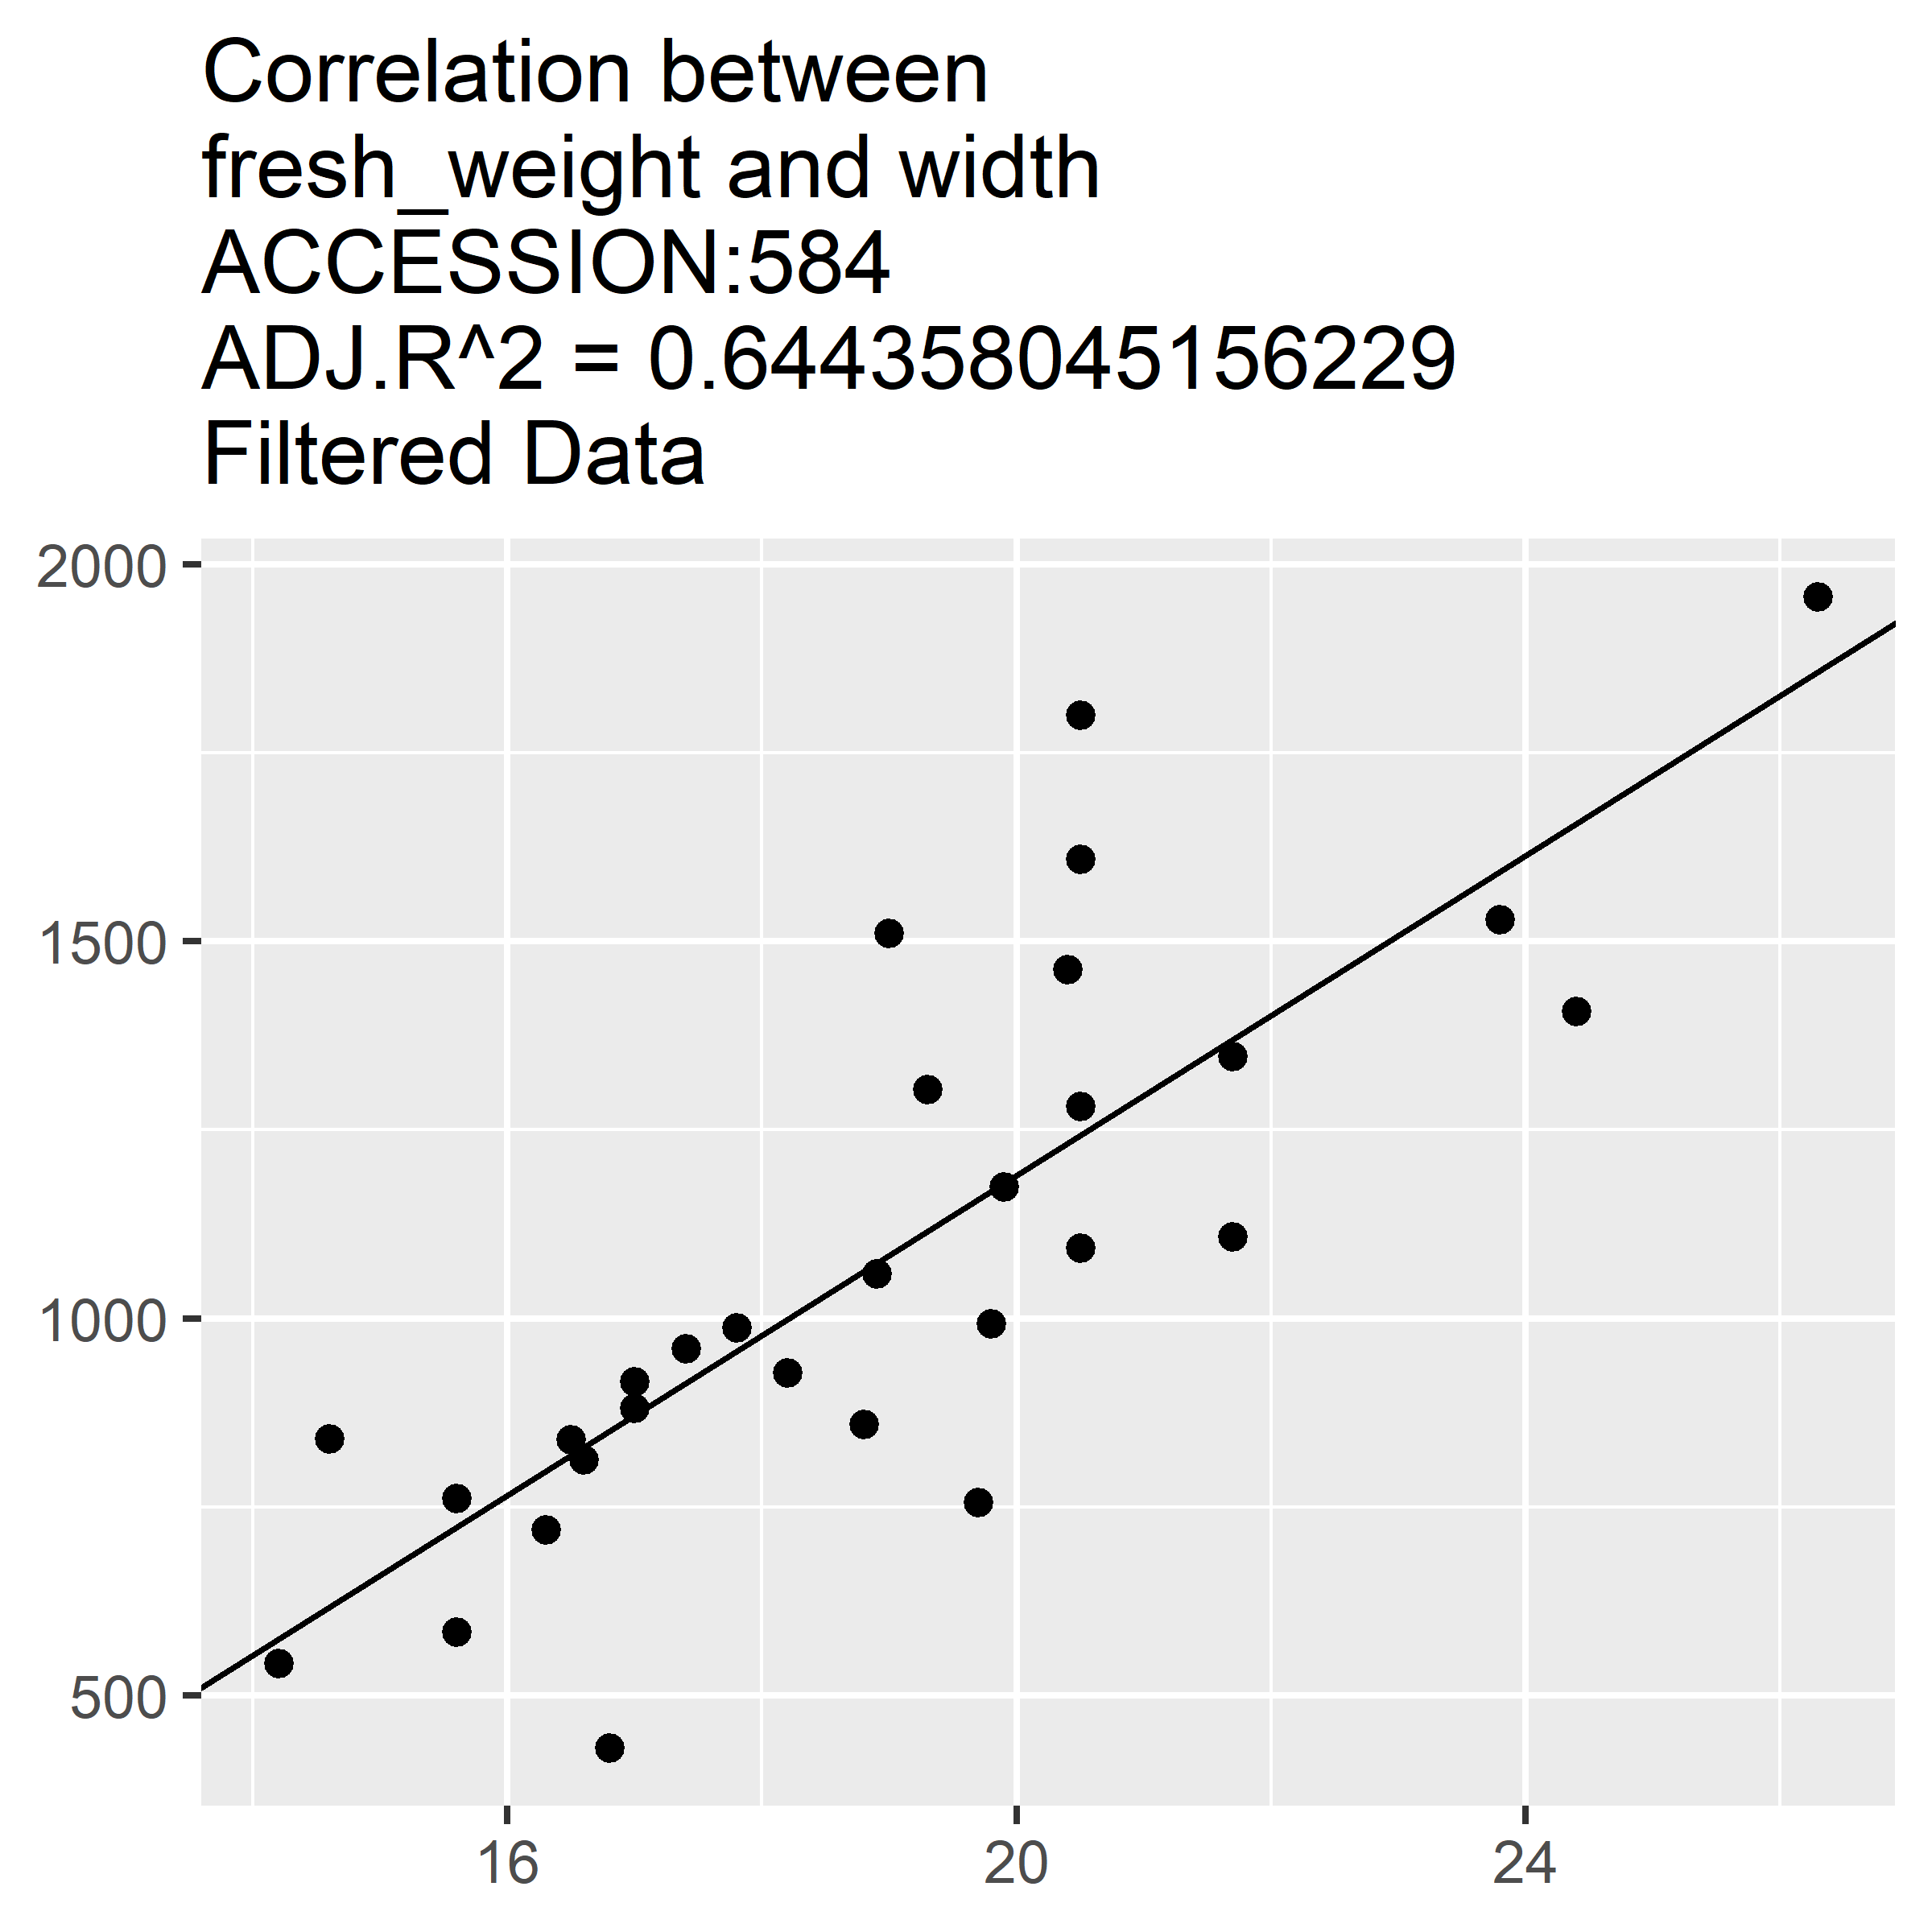 Correlation between
fresh_weight and width
ACCESSION:584
ADJ.R^2 = 0.644358045156229
Filtered Data
2000
1500
1000
500
16 20 24